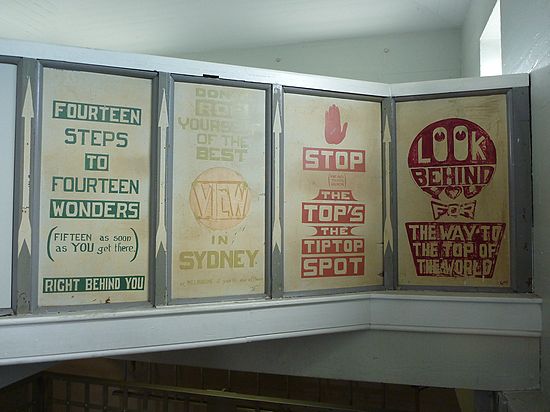 FOURTEEN
STEPS
TO
FOURTEEN
WONDERS
(FIFTEEN as soon
as YOU get there.)
RIGHT BEHIND YOU
DON'T
ROB
YOURSELF
OF THE
BEST
VIEW
IN
SYDNEY
STOP
THE
TOP'S
THE
TIPTOP
SPOT
LOOK
BEHIND
YOU
FOR
THE WAY TO
THE TOP OF
THE WORLD